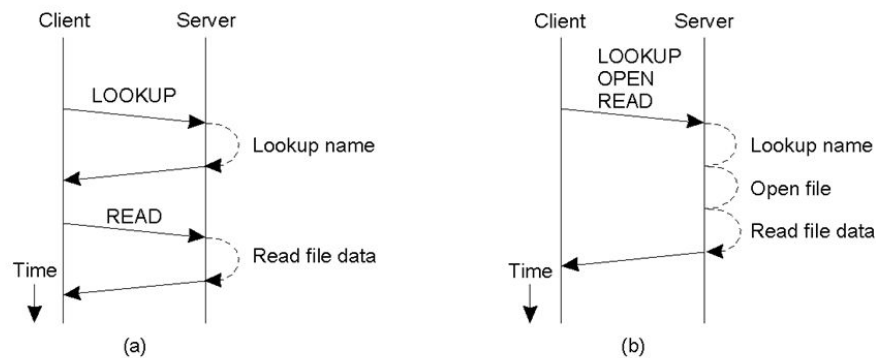 Client
Server
LOOKUP
Lookup name
READ
Read file data
Time
(a)
Client
Server
LOOKUP
OPEN
READ
Lookup name
Open file
Read file data
Time
(b)